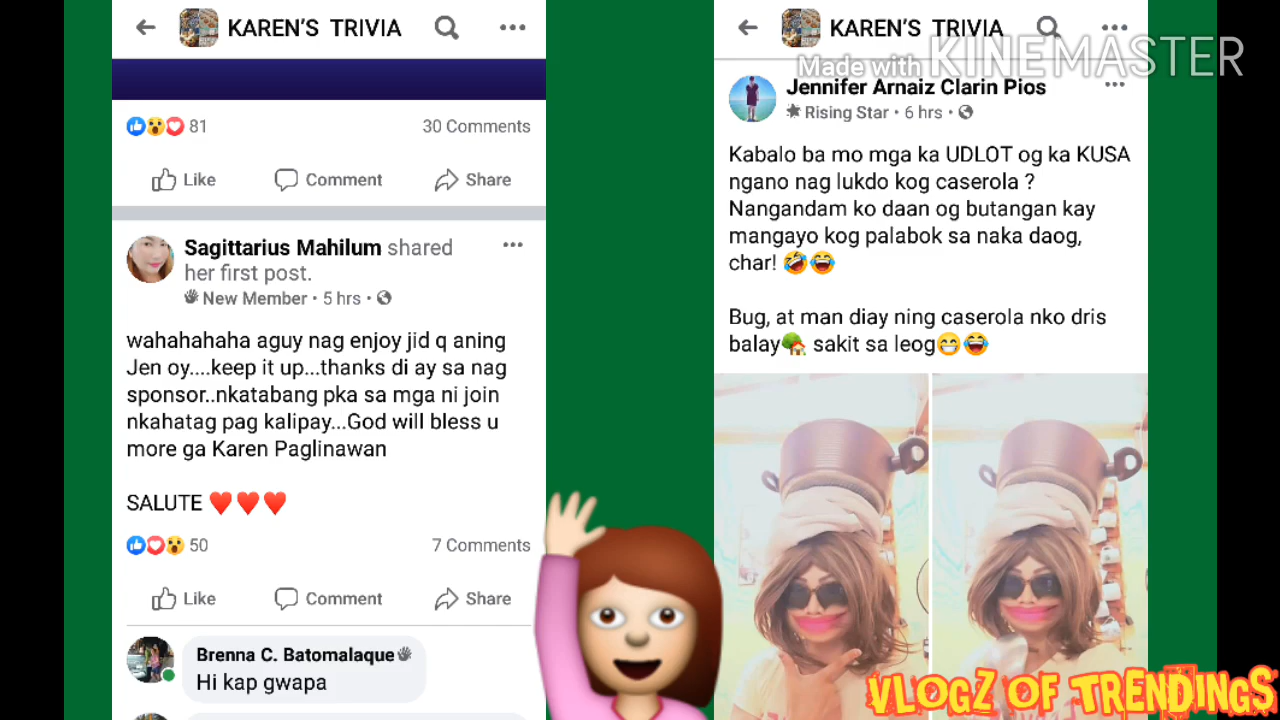 KAREN'S TRIVIA
81
30 Comments
Like
Comment
Share
Sagittarius Mahilum shared
her first post.
New Member • 5 hrs •
wahahahaha aguy nag enjoy jid q aning
Jen oy....keep it up...thanks di ay sa nag
sponsor..nkatabang pka sa mga ni join
nkahatag pag kalipay...God will bless u
more ga Karen Paglinawan
SALUTE ♥️♥️♥️
50
7 Comments
Like
Comment
Share
Brenna C. Batomalaque
Hi kap gwapa
KAREN'S TRIVIA
Made with KINEMASTER
Jennifer Arnaiz Clarin Pios
Rising Star • 6 hrs •
Kabalo ba mo mga ka UDLOT og ka KUSA
ngano nag lukdo kog caserola ?
Nangandam ko daan og butangan kay
mangayo kog palabok sa naka daog,
char! 🤣😂
Bug, at man diay ning caserola nko dris
balay🏡 sakit sa leog😁😂
VLOGZ OF TRENDINGS